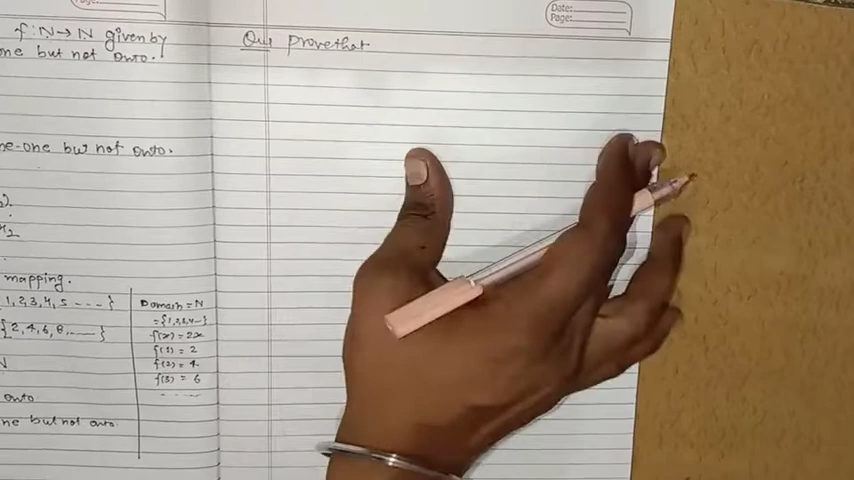 Page:
f: N → N given by
one but not onto.
e-one but not onto.
mapping.
1, 2, 3, 4, 5 ---- }
{ 2, 4, 6, 8, ---- }
N
onto
ne but not onto.
Domain = N
= {1,2,3,4--}
f(x) = 2x
f(1) = 2
f(2) = 4
f(3) = 6
- - - - -
Date:
Page:
Que Prove that